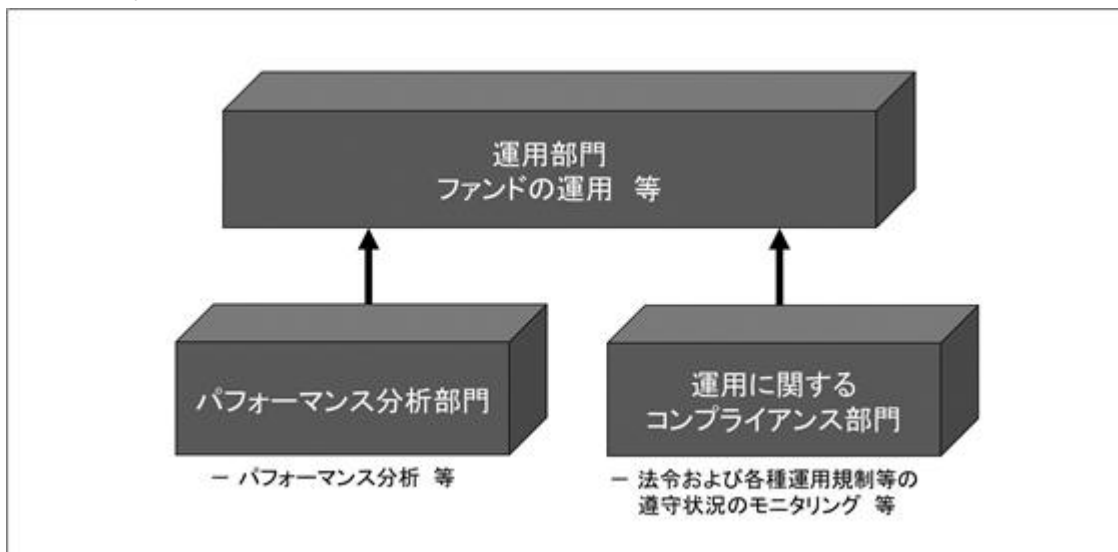 運用部門
ファンドの運用 等
パフォーマンス分析部門
運用に関する
コンプライアンス部門
－ パフォーマンス分析 等
－ 法令および各種運用規制等の
遵守状況のモニタリング 等